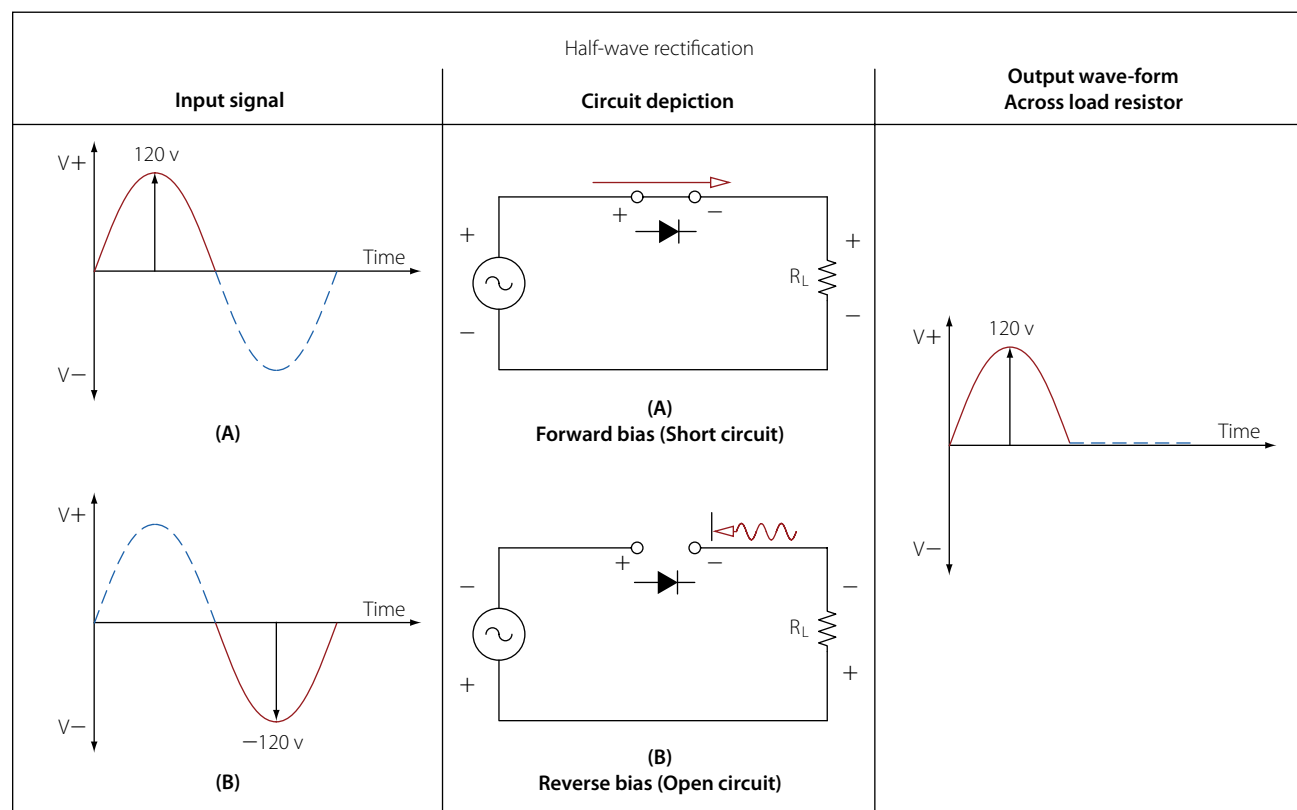 Half-wave rectification
Input signal
Circuit depiction
Output wave-form
Across load resistor
V+
120 v
Time
V−
(A)
+
−
+
−
RL
+
−
(A)
Forward bias (Short circuit)
V+
120 v
Time
V−
V+
Time
V−
−120 v
(B)
−
+
+
−
RL
−
+
(B)
Reverse bias (Open circuit)